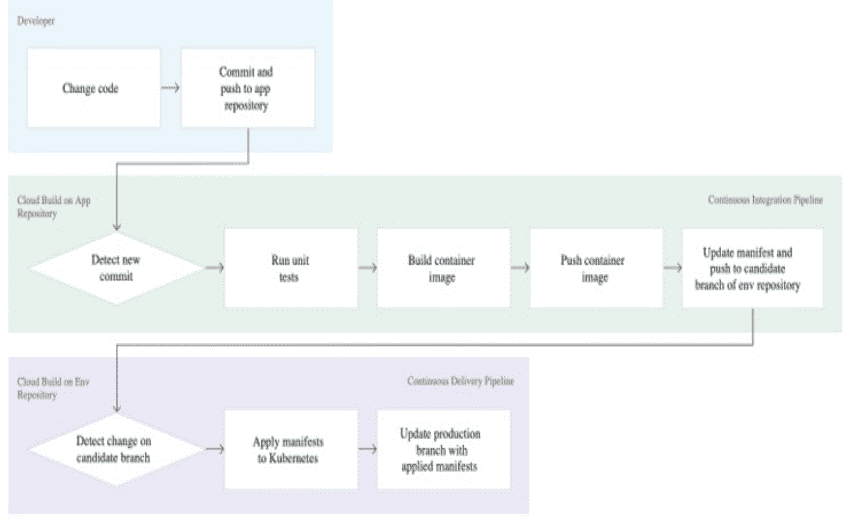 Developer
Change code
Commit and
push to app
repository
Cloud Build on App
Repository
Continuous Integration Pipeline
Detect new
commit
Run unit
tests
Build container
image
Push container
image
Update manifest and
push to candidate
branch of env repository
Cloud Build on Env
Repository
Continuous Delivery Pipeline
Detect change on
candidate branch
Apply manifests
to Kubernetes
Update production
branch with
applied manifests